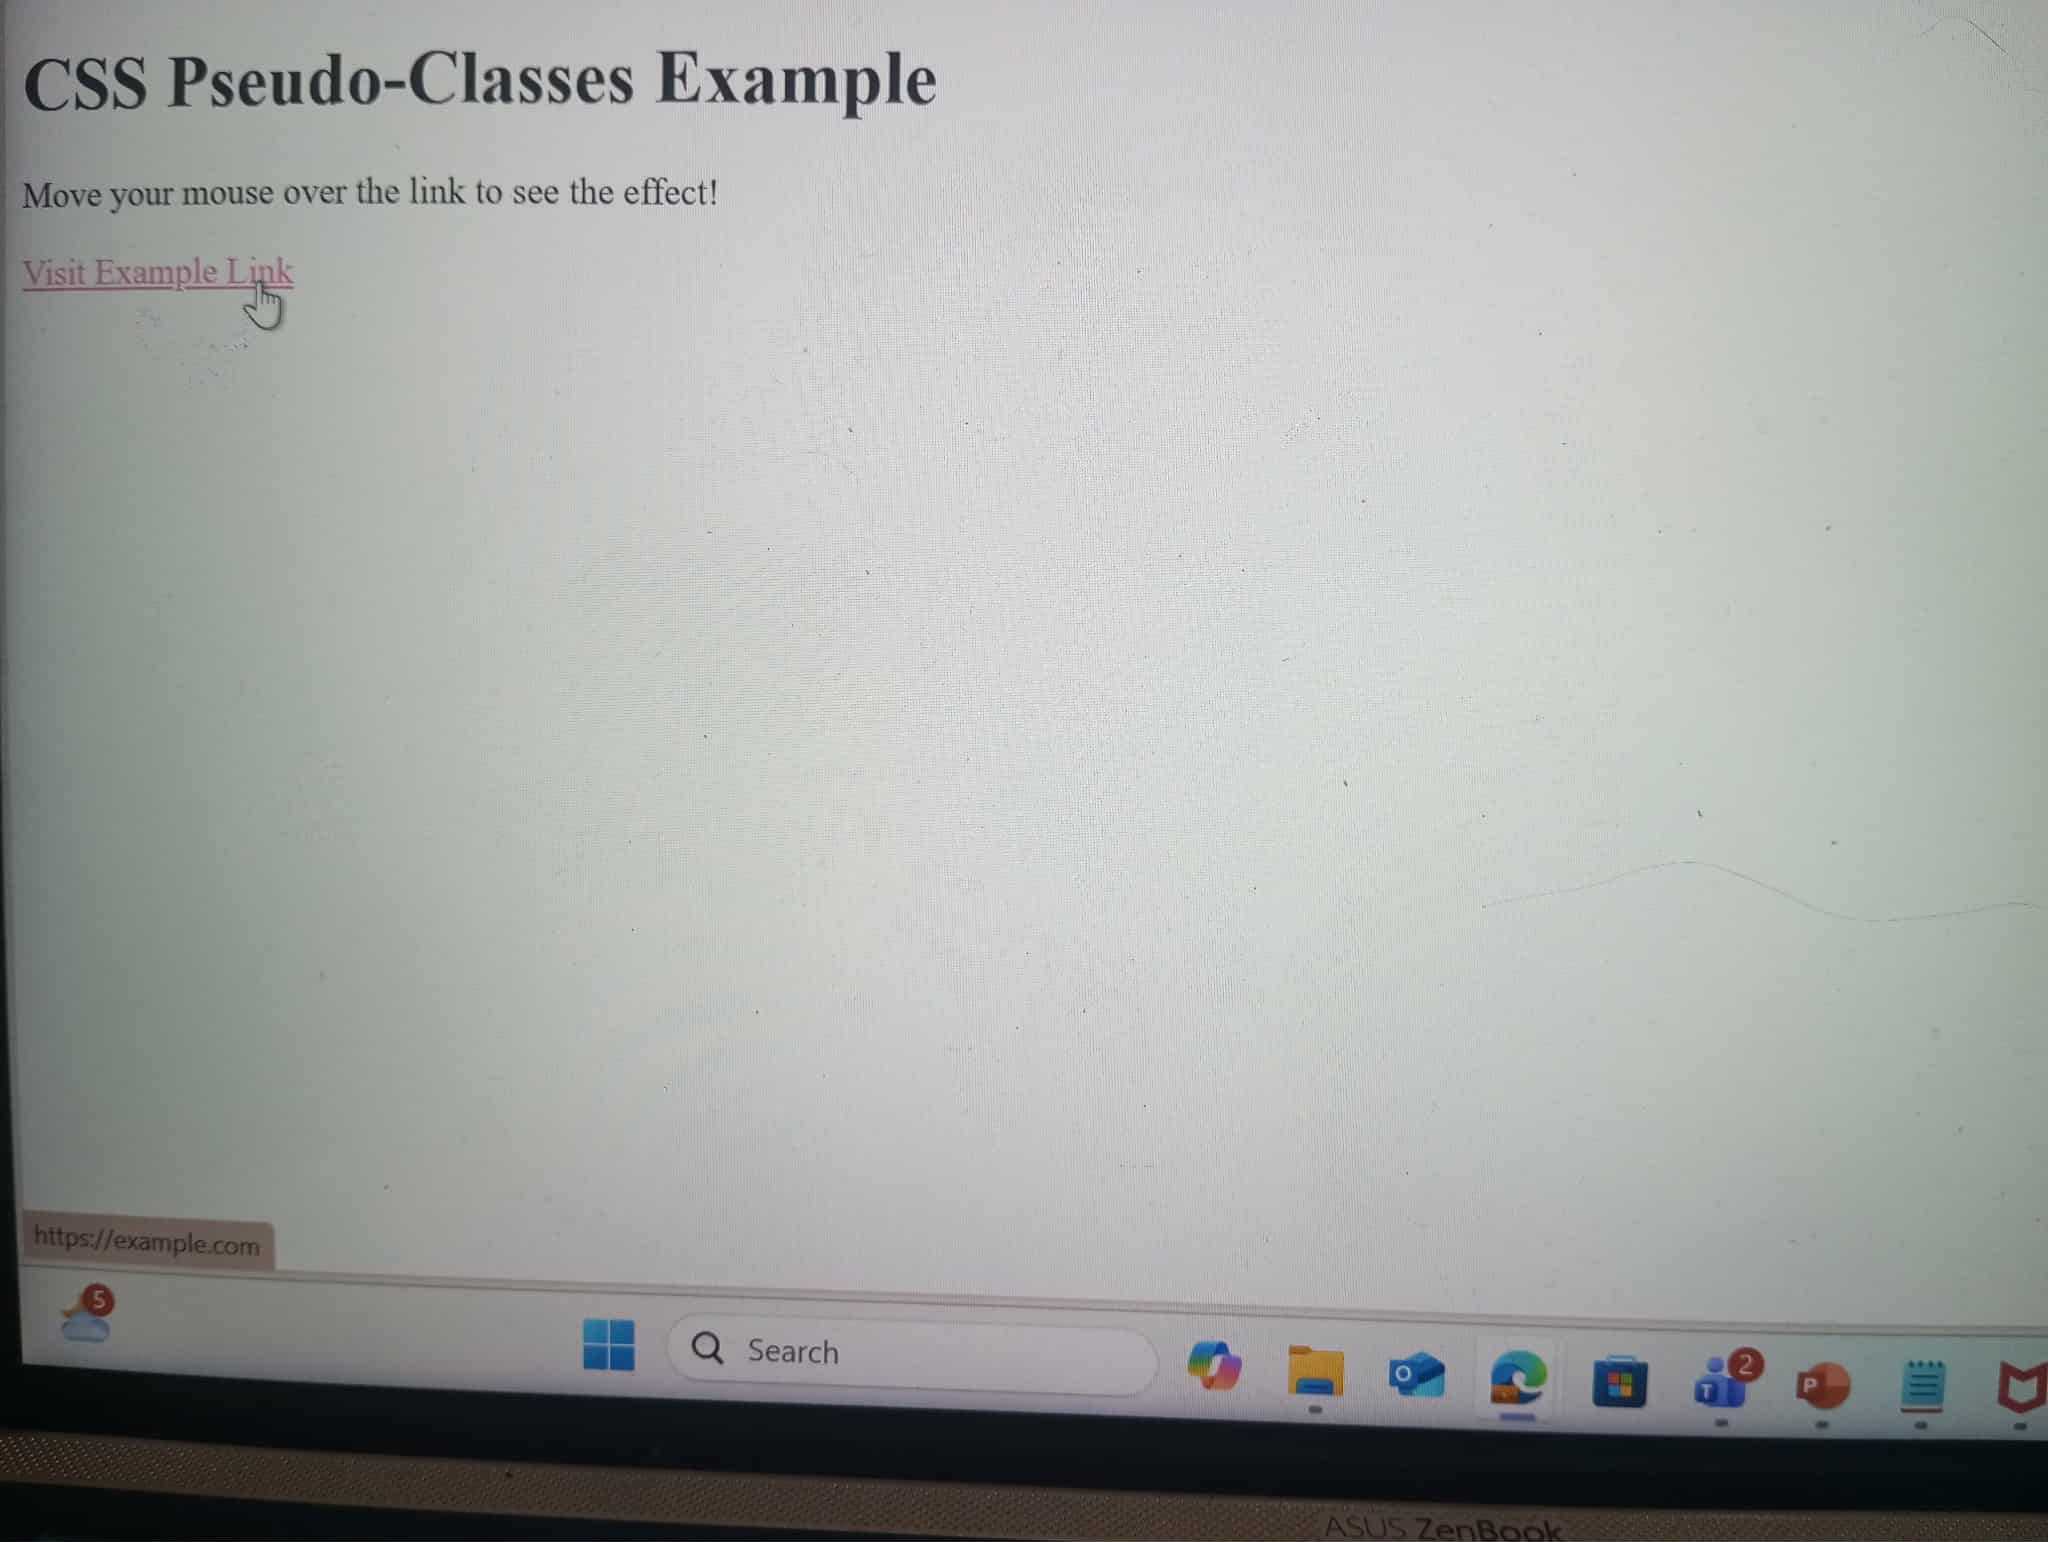 CSS Pseudo-Classes Example
Move your mouse over the link to see the effect!
Visit Example Link
https://example.com
5
Search
O
T
2
P
ASUS ZenBook